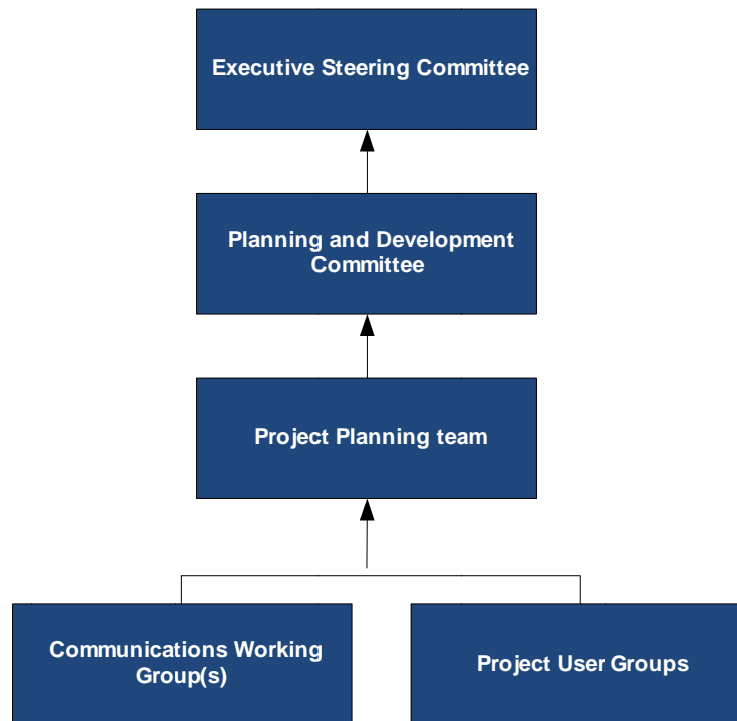 Executive Steering Committee
Planning and Development
Committee
Project Planning team
Communications Working
Group(s)
Project User Groups